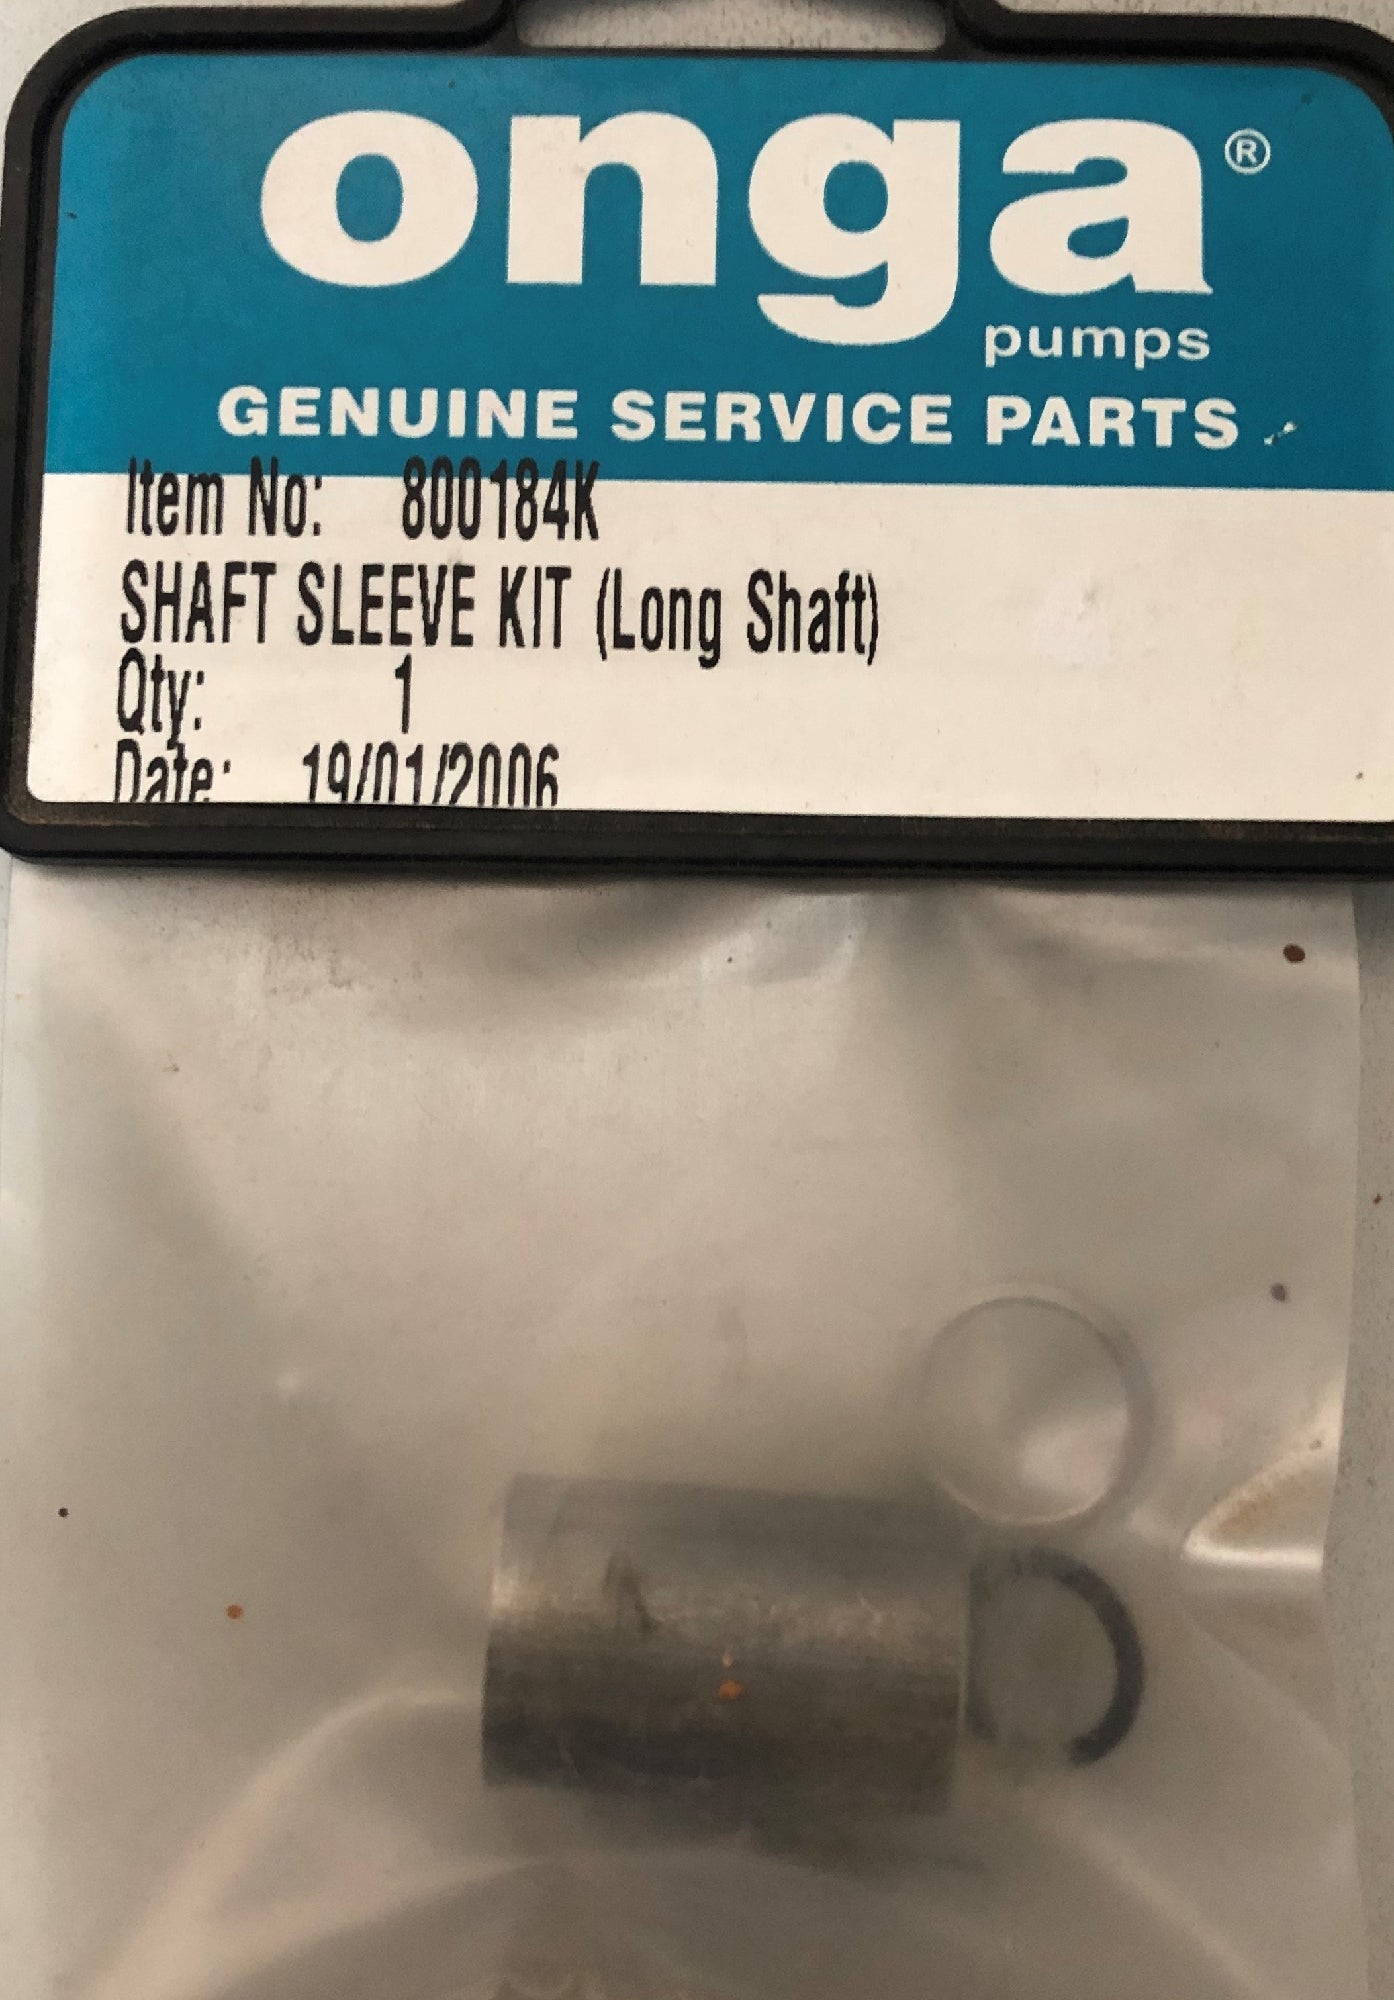 onga®
pumps
GENUINE SERVICE PARTS
Item No: 800184K
SHAFT SLEEVE KIT (Long Shaft)
Qty: 1
Date: 19/01/2006